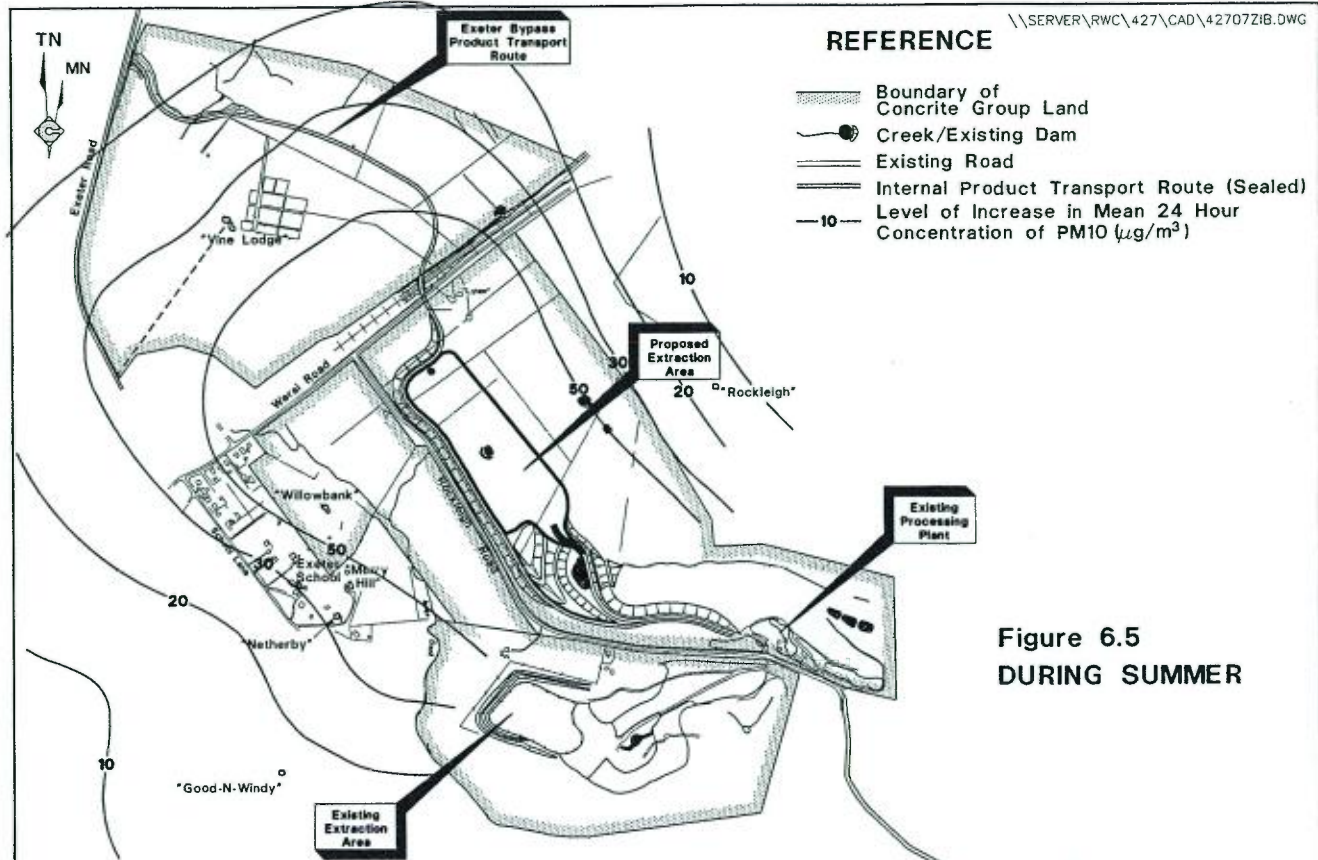 \\SERVER\RWC\427\CAD\42707ZIB.DWG
REFERENCE
Boundary of
Concrite Group Land
Creek/Existing Dam
Existing Road
Internal Product Transport Route (Sealed)
10 Level of Increase in Mean 24 Hour
Concentration of PM10 (µg/m³)
TN
MN
Exeter Bypass
Product Transport
Route
Exeter Road
"Vine Lodge"
10
Proposed
Extraction
Area
30
50
20
"Rockleigh"
Werai Road
"Willowbank"
Rockleigh Road
Existing
Processing
Plant
50
30
Exeter
School
"Merry
Hill"
20
"Netherby"
Figure 6.5
DURING SUMMER
10
"Good-N-Windy"
Existing
Extraction
Area